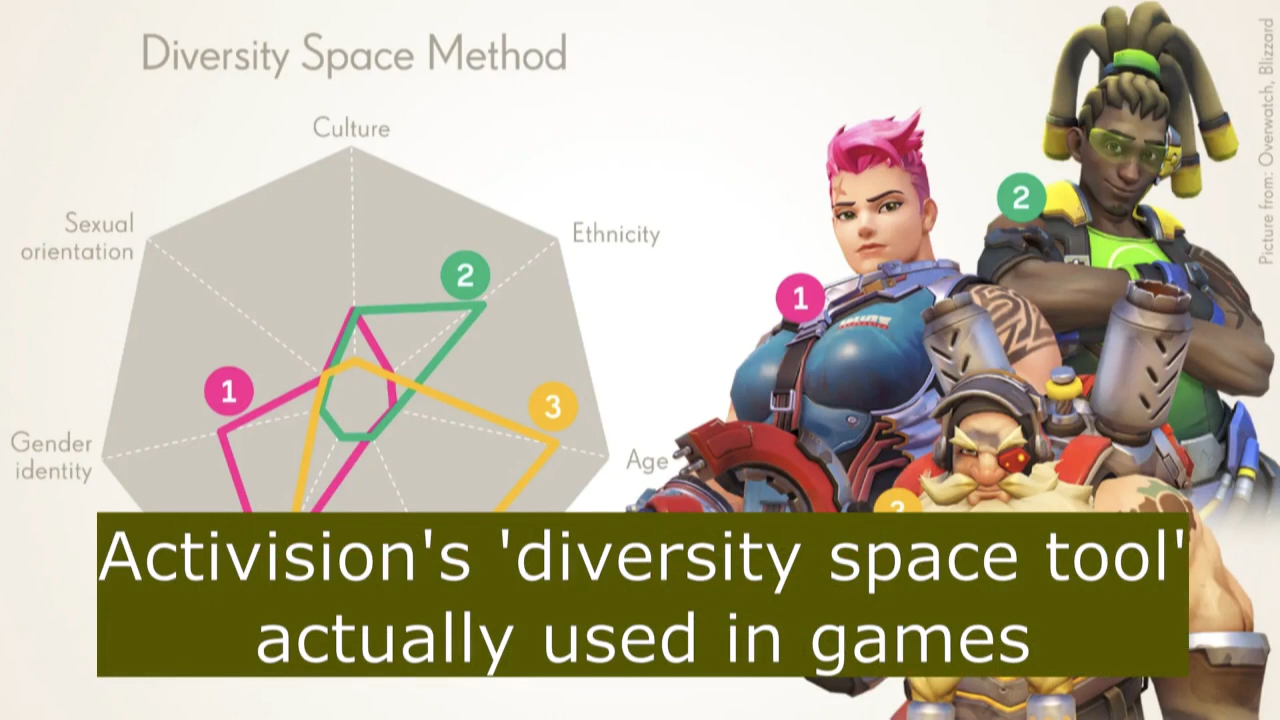 Diversity Space Method
Culture
Sexual
orientation
Ethnicity
2
1
3
Gender
identity
Age
1
2
Picture from: Overwatch, Blizzard
Activision's 'diversity space tool'
actually used in games